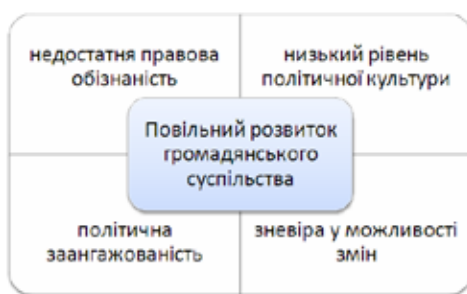 недостатня правова
обізнаність
низький рівень
політичної культури
Повільний розвиток
громадянського
суспільства
політична
заангажованість
зневіра у можливості
змін